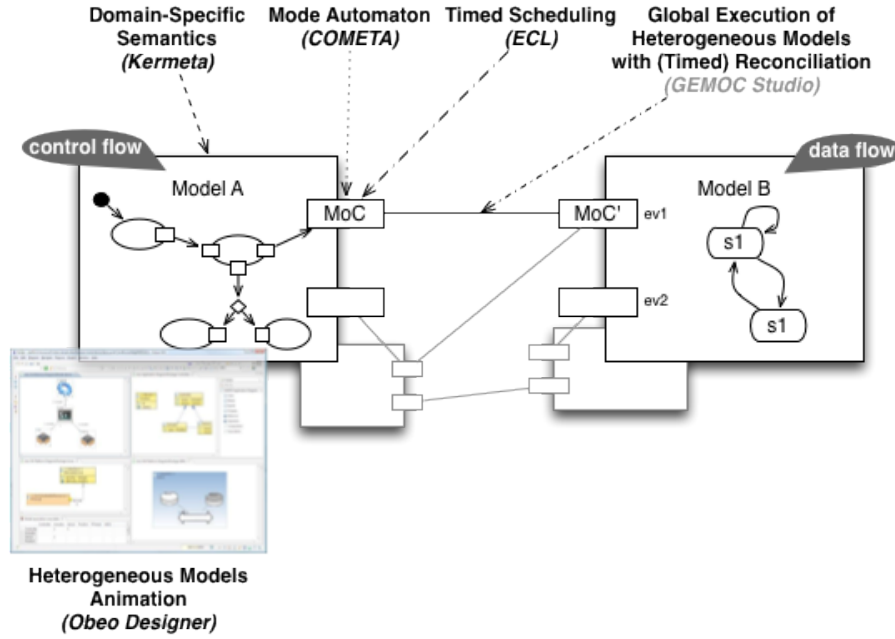 Domain-Specific
Semantics
(Kermeta)
Mode Automaton
(COMETA)
Timed Scheduling
(ECL)
Global Execution of
Heterogeneous Models
with (Timed) Reconciliation
(GEMOC Studio)
control flow
data flow
Model A
Model B
MoC
MoC'
ev1
s1
ev2
s1
Heterogeneous Models
Animation
(Obeo Designer)